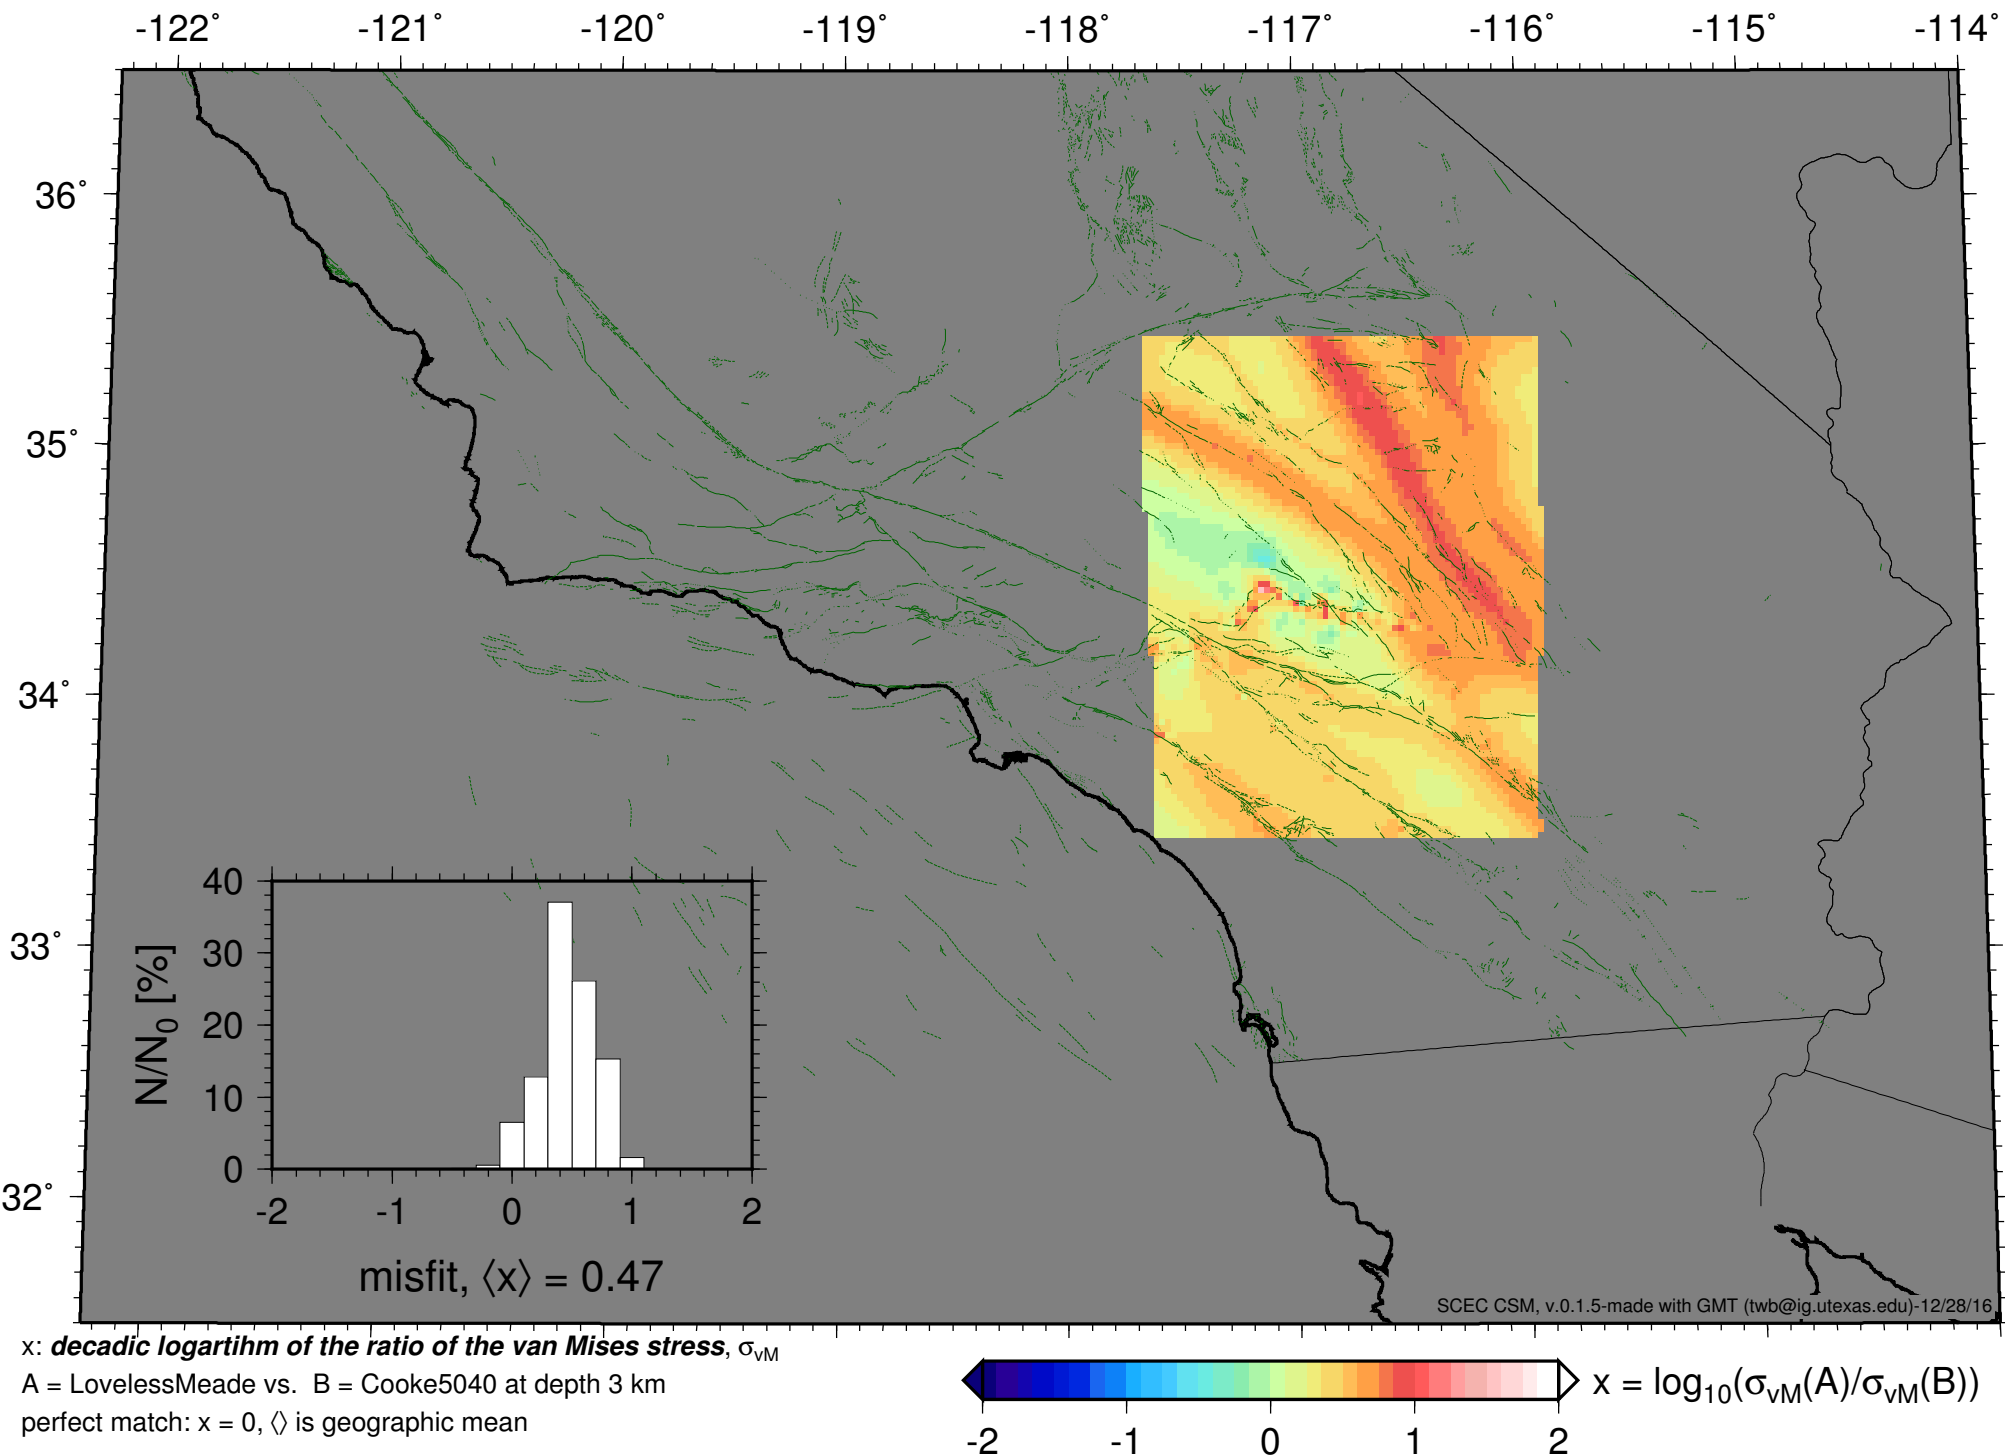 -122° -121° -120° -119° -118° -117° -116° -115° -114°
36°
35°
34°
33°
32°
40
30
20
10
0
N/N0 [%]
-2 -1 0 1 2
misfit, ⟨x⟩ = 0.47
SCEC CSM, v.0.1.5-made with GMT (twb@ig.utexas.edu)-12/28/16
x: decadic logartihm of the ratio of the van Mises stress, σvM
A = LovelessMeade vs. B = Cooke5040 at depth 3 km
perfect match: x = 0, ⟨⟩ is geographic mean
x = log10(σvM(A)/σvM(B))
-2 -1 0 1 2